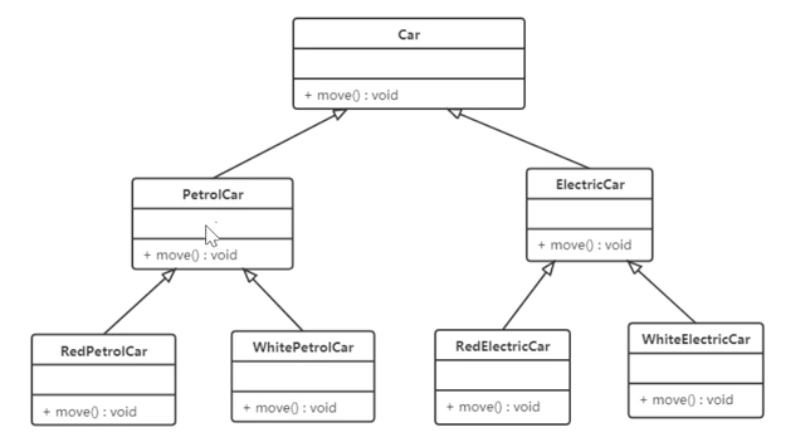 Car
+ move() : void
PetrolCar
+ move() : void
ElectricCar
+ move() : void
RedPetrolCar
+ move() : void
WhitePetrolCar
+ move() : void
RedElectricCar
+ move() : void
WhiteElectricCar
+ move() : void